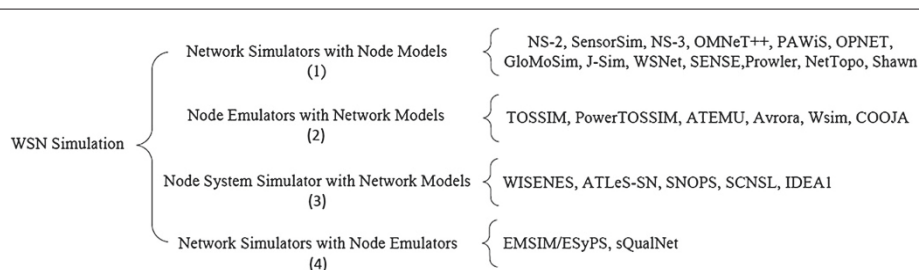 WSN Simulation
Network Simulators with Node Models
(1)
NS-2, SensorSim, NS-3, OMNeT++, PAWiS, OPNET,
GloMoSim, J-Sim, WSNet, SENSE,Prowler, NetTopo, Shawn
Node Emulators with Network Models
(2)
TOSSIM, PowerTOSSIM, ATEMU, Avrora, Wsim, COOJA
Node System Simulator with Network Models
(3)
WISENES, ATLeS-SN, SNOPS, SCNSL, IDEA1
Network Simulators with Node Emulators
(4)
EMSIM/ESyPS, sQualNet